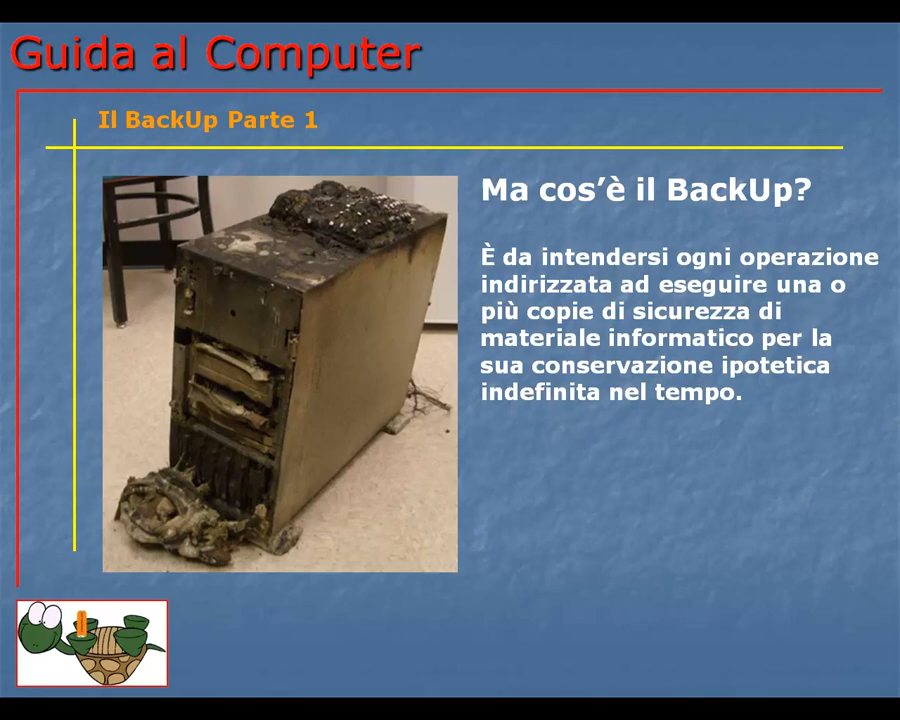 Guida al Computer
Il BackUp Parte 1
Ma cos’è il BackUp?
È da intendersi ogni operazione
indirizzata ad eseguire una o
più copie di sicurezza di
materiale informatico per la
sua conservazione ipotetica
indefinita nel tempo.